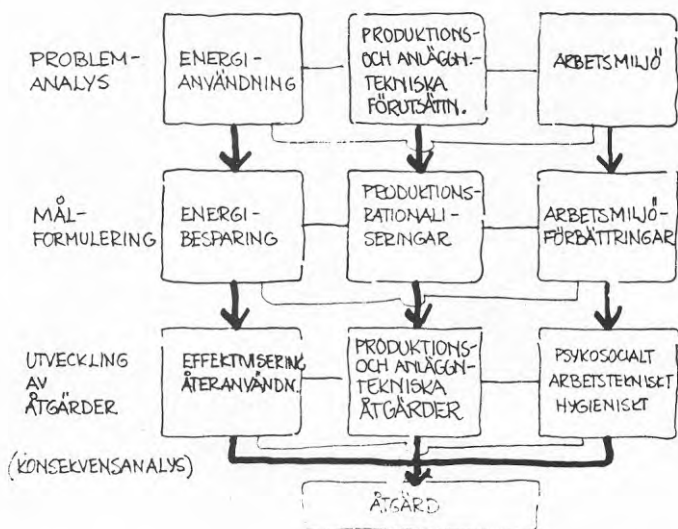 PROBLEM-
ANALYS
ENERGI-
ANVÄNDNING
PRODUKTIONS-
OCH ANLÄGGN.-
TEKNISKA
FÖRUTSÄTTN.
ARBETSMILJÖ
MÅL-
FORMULERING
ENERGI-
BESPARING
PRODUKTIONS-
RATIONALI-
SERINGAR
ARBETSMILJÖ-
FÖRBÄTTRINGAR
UTVECKLING
AV
ÅTGÄRDER
EFFEKTIVISERING
ÅTERANVÄNDN.
PRODUKTIONS-
OCH ANLÄGGN-
TEKNISKA
ÅTGÄRDER
PSYKOSOCIALT
ARBETSTEKNISKT
HYGIENISKT
(KONSEKVENSANALYS)
ÅTGÄRD